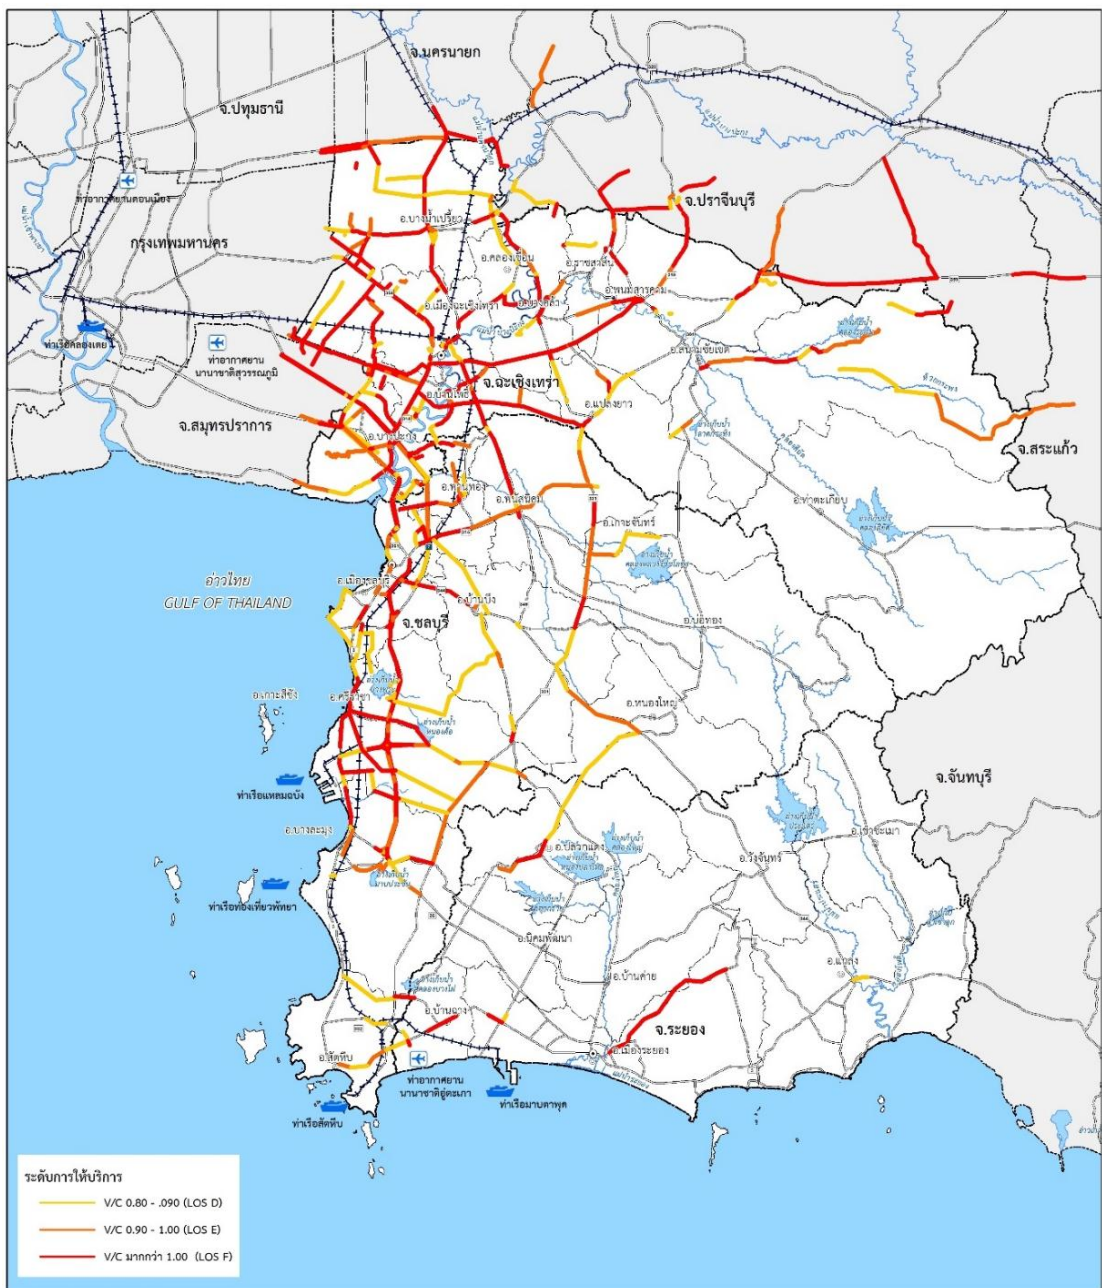 จ.นครนายก
จ.ปทุมธานี
ท่าอากาศยานดอนเมือง
จ.ปราจีนบุรี
กรุงเทพมหานคร
อ.บางน้ำเปรี้ยว
อ.คลองเขื่อน
อ.ราชสาส์น
อ.พนมสารคาม
อ.เมืองฉะเชิงเทรา
อ.บางคล้า
ท่าเรือคลองเตย
ท่าอากาศยาน
นานาชาติสุวรรณภูมิ
อ.สนามชัยเขต
จ.ฉะเชิงเทรา
อ.บ้านโพธิ์
อ.แปลงยาว
จ.สมุทรปราการ
อ.บางปะกง
จ.สระแก้ว
อ.พานทอง
อ.พนัสนิคม
อ.ท่าตะเกียบ
อ.เกาะจันทร์
อ่าวไทย
GULF OF THAILAND
อ.เมืองชลบุรี
อ.บ้านบึง
จ.ชลบุรี
อ.บ่อทอง
อ.เกาะสีชัง
อ.ศรีราชา
อ.หนองใหญ่
จ.จันทบุรี
ท่าเรือแหลมฉบัง
อ.บางละมุง
อ.เขาชะเมา
อ.ปลวกแดง
อ.วังจันทร์
ท่าเรือท่องเที่ยวพัทยา
อ.นิคมพัฒนา
อ.แกลง
อ.บ้านค่าย
อ.บ้านฉาง
จ.ระยอง
อ.สัตหีบ
อ.เมืองระยอง
ท่าอากาศยาน
นานาชาติอู่ตะเภา
ท่าเรือมาบตาพุด
ท่าเรือสัตหีบ
ระดับการให้บริการ
V/C 0.80 - .090 (LOS D)
V/C 0.90 - 1.00 (LOS E)
V/C มากกว่า 1.00 (LOS F)